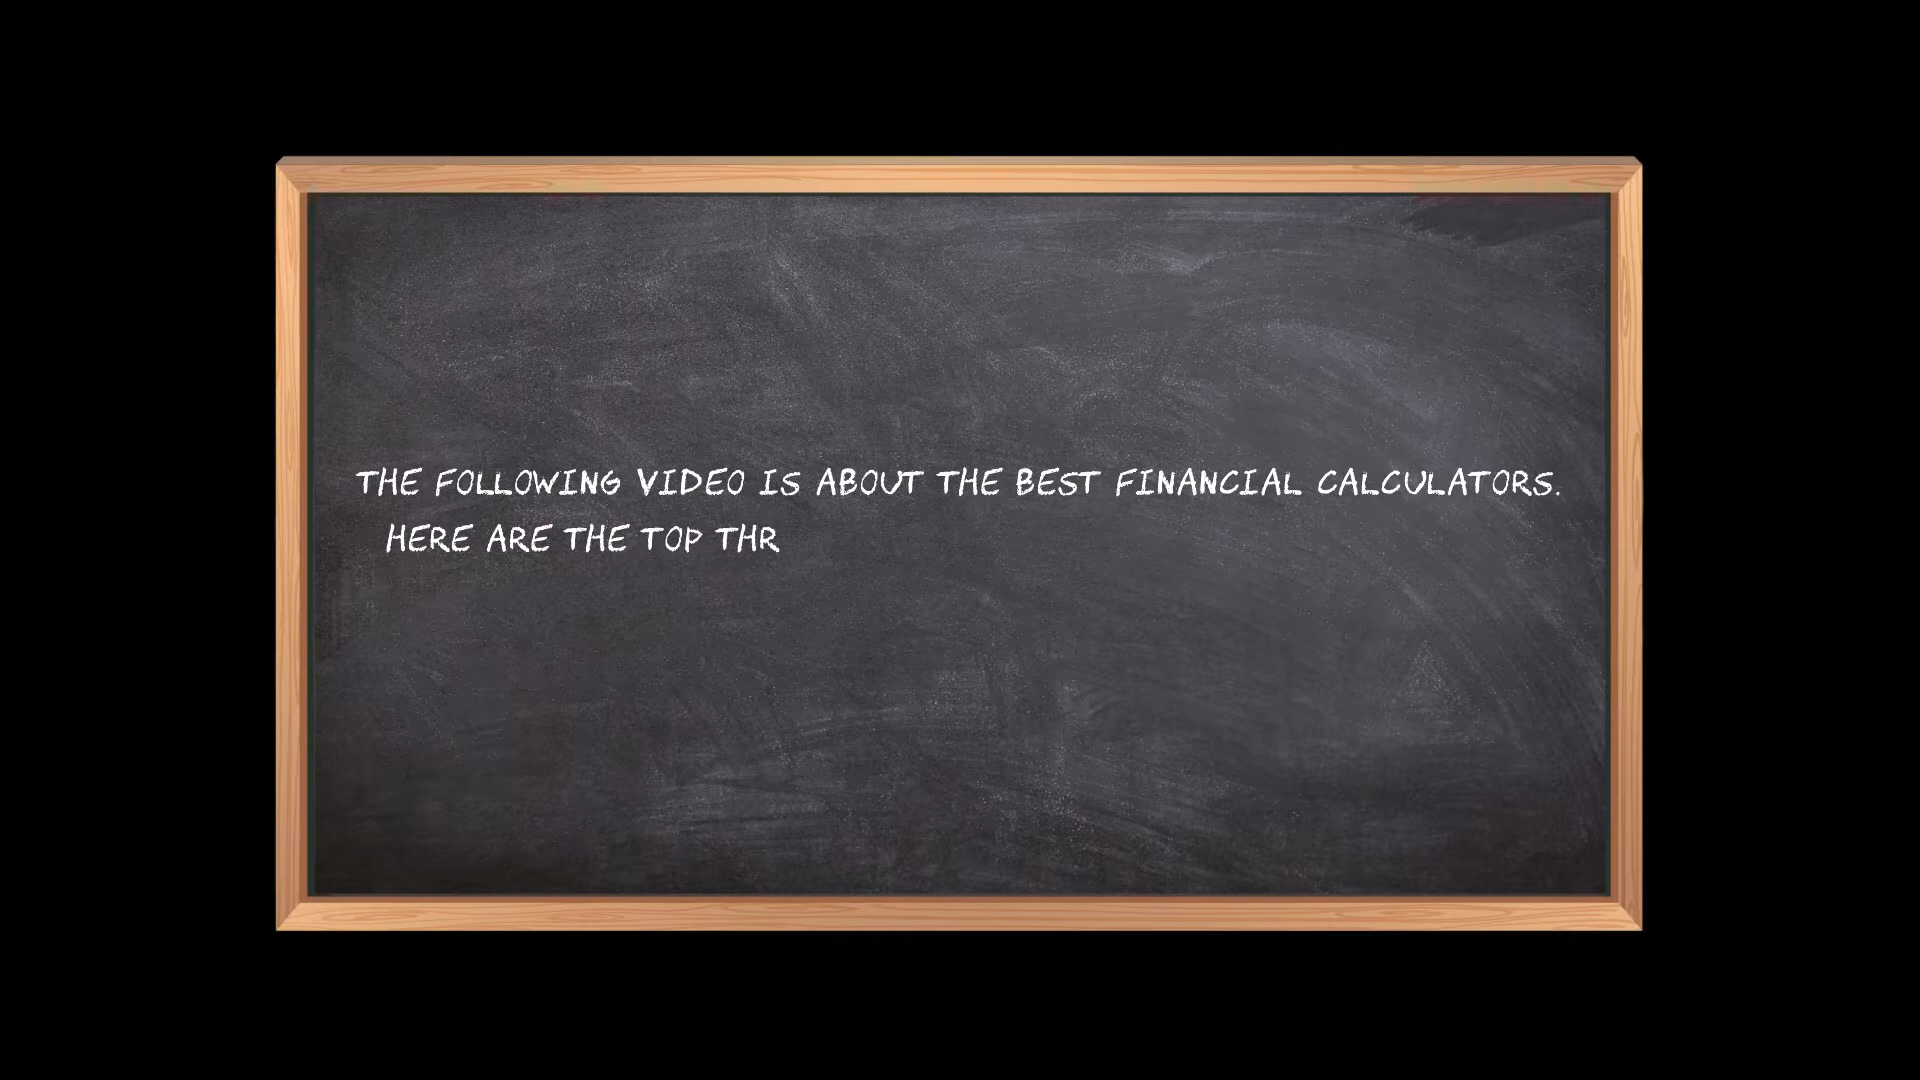 THE FOLLOWING VIDEO IS ABOUT THE BEST FINANCIAL CALCULATORS.
HERE ARE THE TOP THR